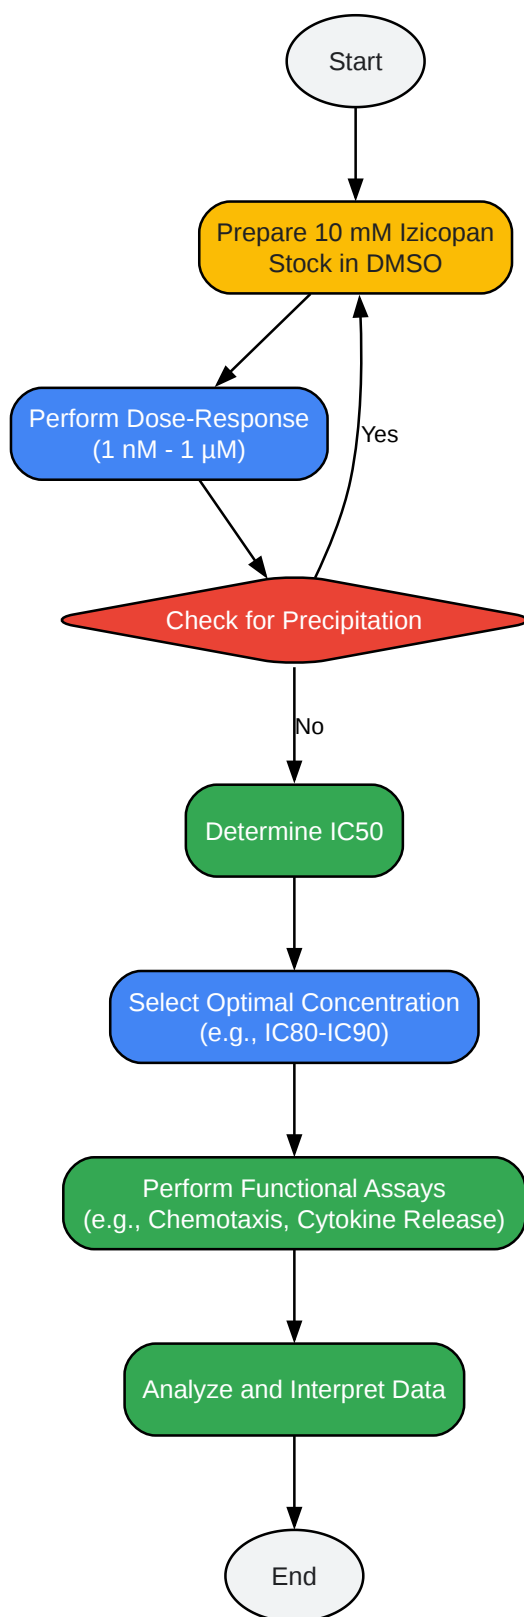 Start
Prepare 10 mM Izicopan
Stock in DMSO
Perform Dose-Response
(1 nM - 1 µM)
Yes
Check for Precipitation
No
Determine IC50
Select Optimal Concentration
(e.g., IC80-IC90)
Perform Functional Assays
(e.g., Chemotaxis, Cytokine Release)
Analyze and Interpret Data
End